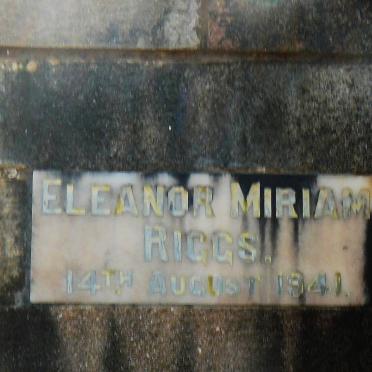 ELEANOR MIRIAM
RIGGS.
14TH AUGUST 1941.